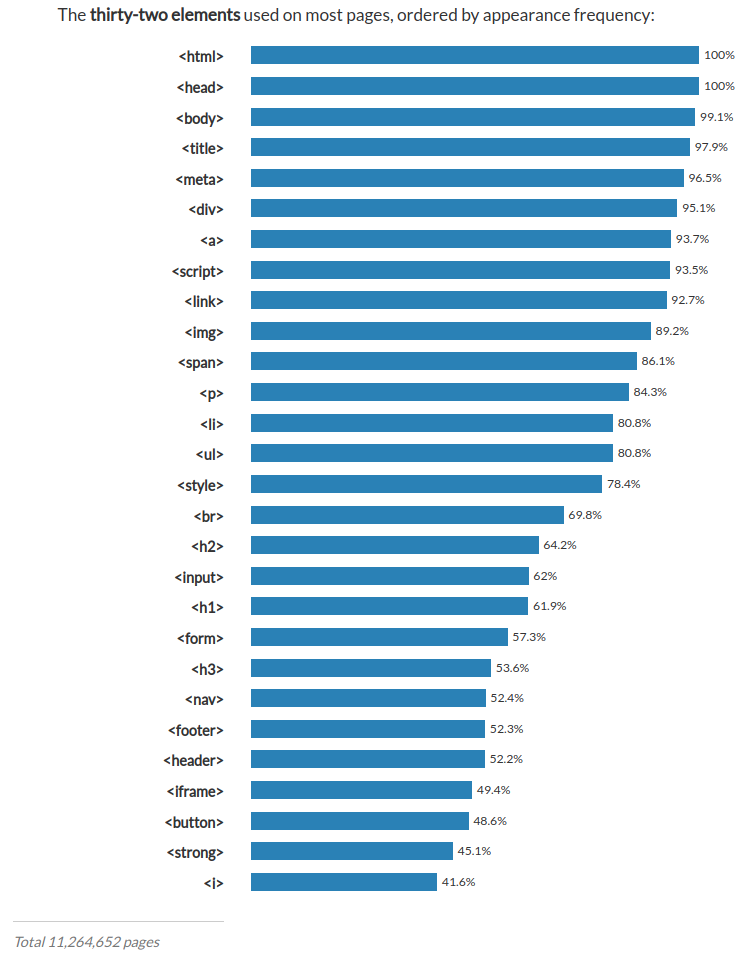 The thirty-two elements used on most pages, ordered by appearance frequency:
<html> 100%
<head> 100%
<body> 99.1%
<title> 97.9%
<meta> 96.5%
<div> 95.1%
<a> 93.7%
<script> 93.5%
<link> 92.7%
<img> 89.2%
<span> 86.1%
<p> 84.3%
<li> 80.8%
<ul> 80.8%
<style> 78.4%
<br> 69.8%
<h2> 64.2%
<input> 62%
<h1> 61.9%
<form> 57.3%
<h3> 53.6%
<nav> 52.4%
<footer> 52.3%
<header> 52.2%
<iframe> 49.4%
<button> 48.6%
<strong> 45.1%
<i> 41.6%
Total 11,264,652 pages